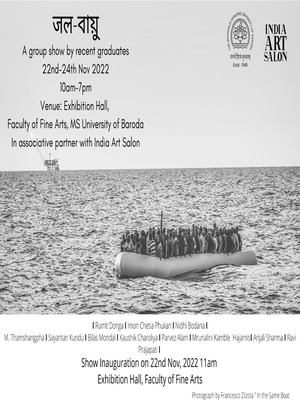 जल-বায়ু
A group show by recent graduates
22nd-24th Nov 2022
10am-7pm
Venue: Exhibition Hall,
Faculty of Fine Arts, MS University of Baroda
In associative partner with India Art Salon
Estd. 1949
INDIA
ART
SALON
I Rumit Donga I Imon Chetia Phukan I Nidhi Bodana I
M. Thamshangpha I Sayantan Kundu I Bilas Mondal I Kaushik Charoliya I Parvez Alam I Mrunalini Kamble Hajarnis I Anjali Sharma I Ravi
Prajapati I
Show Inauguration on 22nd Nov, 2022 11am
Exhibition Hall, Faculty of Fine Arts
Photograph by Francesco Zizola " In the Same Boat